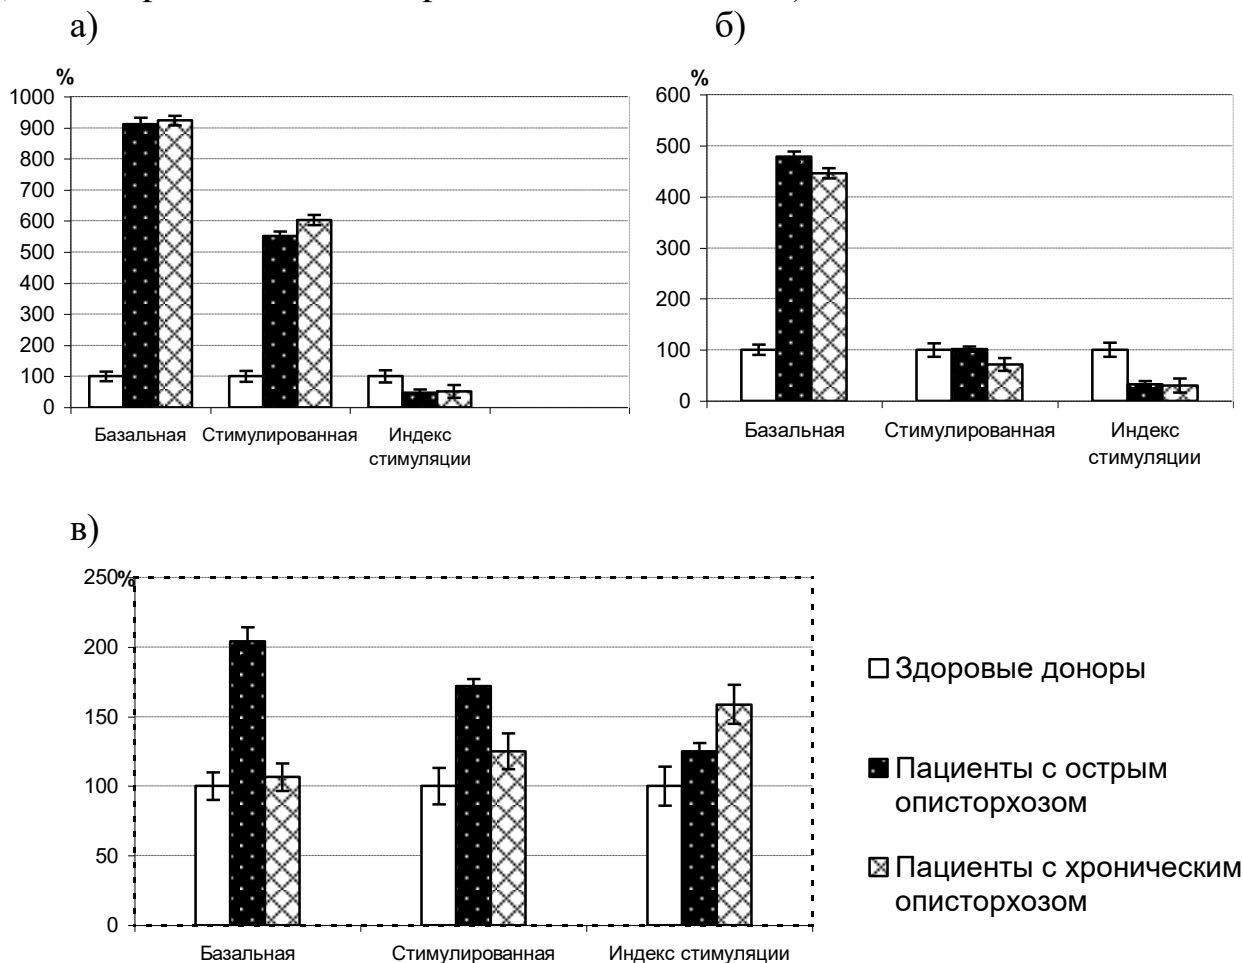 а)
б)
%
1000
900
800
700
600
500
400
300
200
100
0
Базальная Стимулированная Индекс
стимуляции
%
600
500
400
300
200
100
0
Базальная Стимулированная Индекс
стимуляции
в)
250%
200
150
100
50
0
Базальная Стимулированная Индекс стимуляции
Здоровые доноры
Пациенты с острым
описторхозом
Пациенты с хроническим
описторхозом